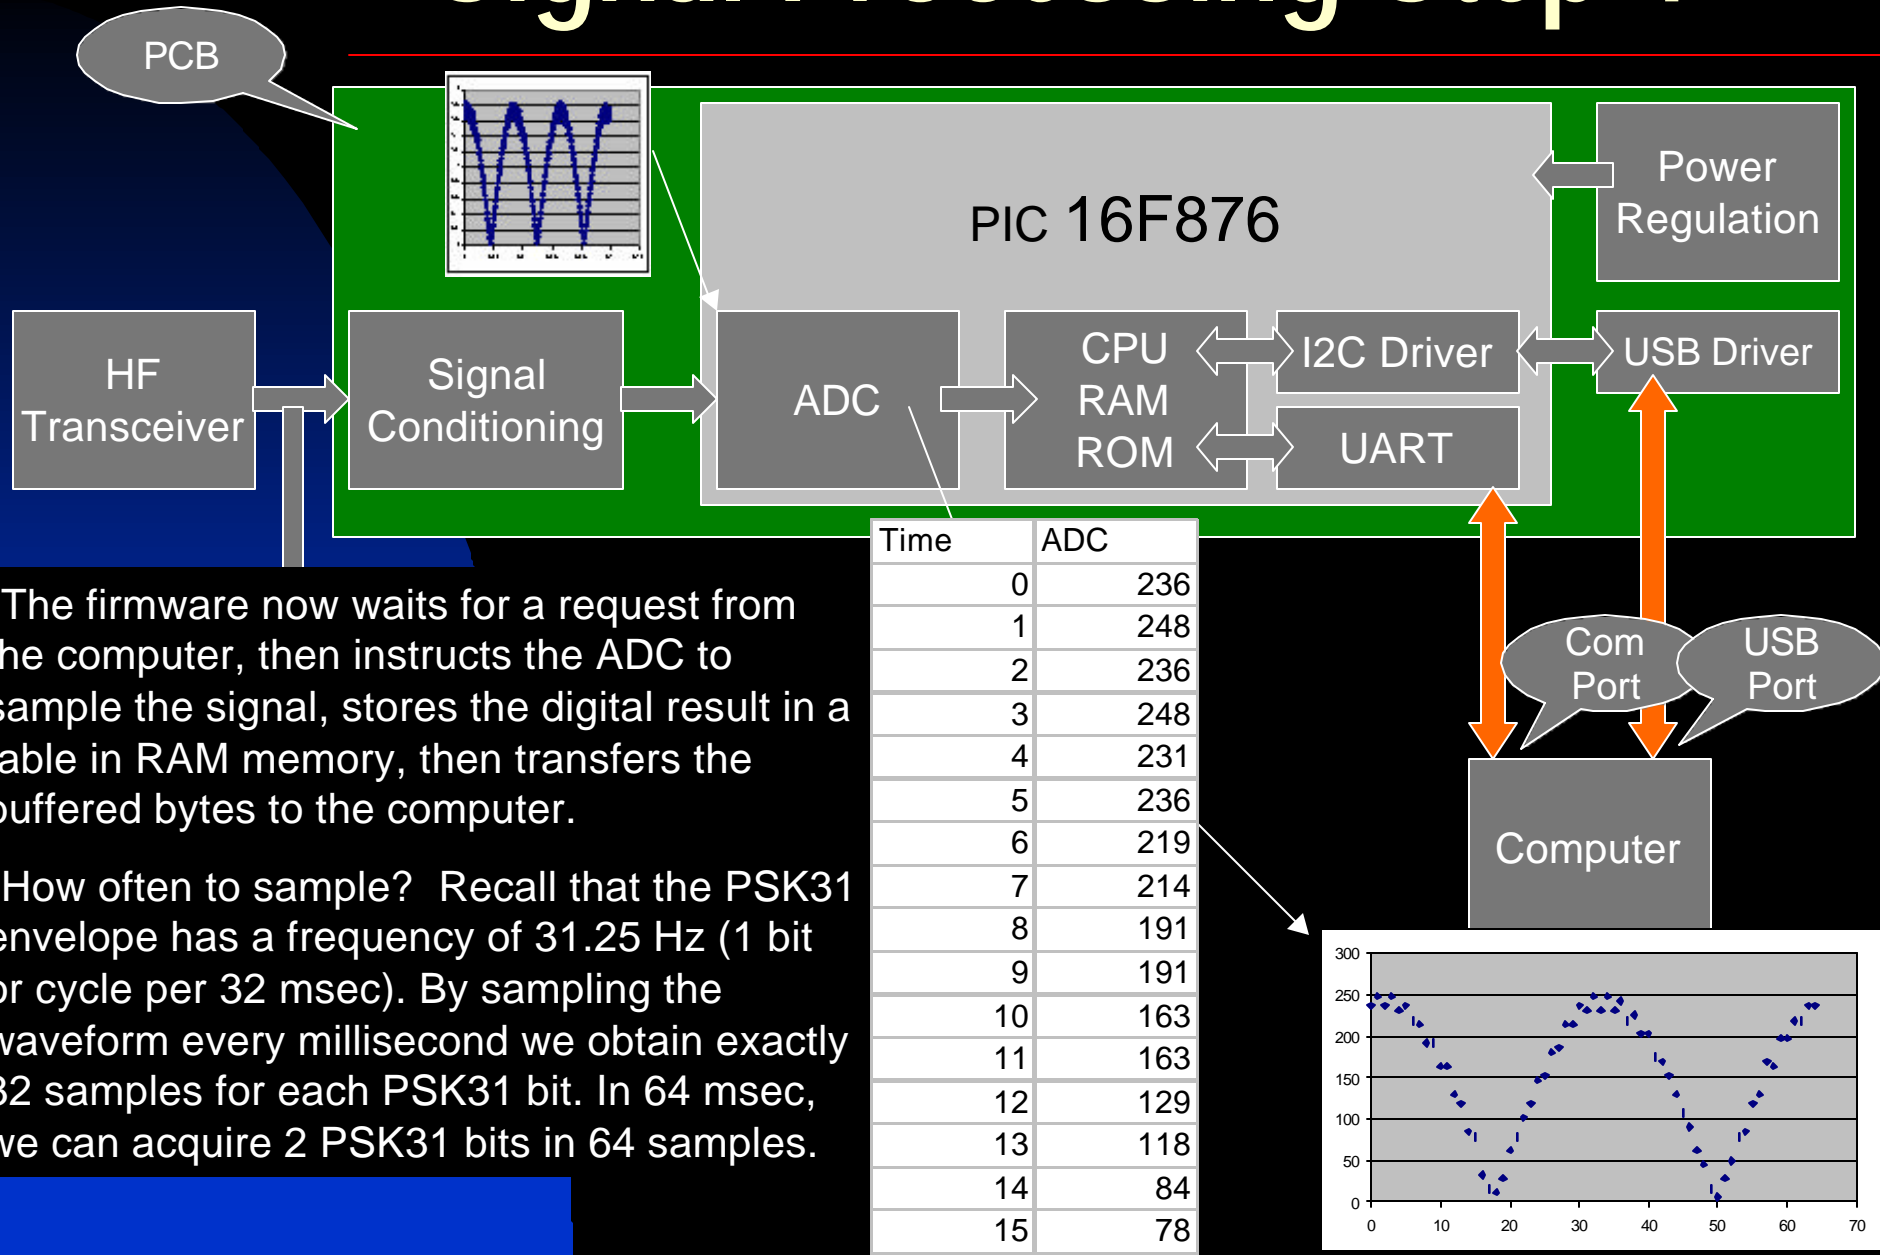 Signal Processing Step 4
PCB
PIC 16F876
Power
Regulation
HF
Transceiver
Signal
Conditioning
ADC
CPU
RAM
ROM
I2C Driver
UART
USB Driver
Com
Port
USB
Port
Computer
The firmware now waits for a request from
he computer, then instructs the ADC to
sample the signal, stores the digital result in a
able in RAM memory, then transfers the
buffered bytes to the computer.
How often to sample? Recall that the PSK31
envelope has a frequency of 31.25 Hz (1 bit
or cycle per 32 msec). By sampling the
waveform every millisecond we obtain exactly
32 samples for each PSK31 bit. In 64 msec,
we can acquire 2 PSK31 bits in 64 samples.
Time ADC
0 236
1 248
2 236
3 248
4 231
5 236
6 219
7 214
8 191
9 191
10 163
11 163
12 129
13 118
14 84
15 78
300
250
200
150
100
50
0
0 10 20 30 40 50 60 70